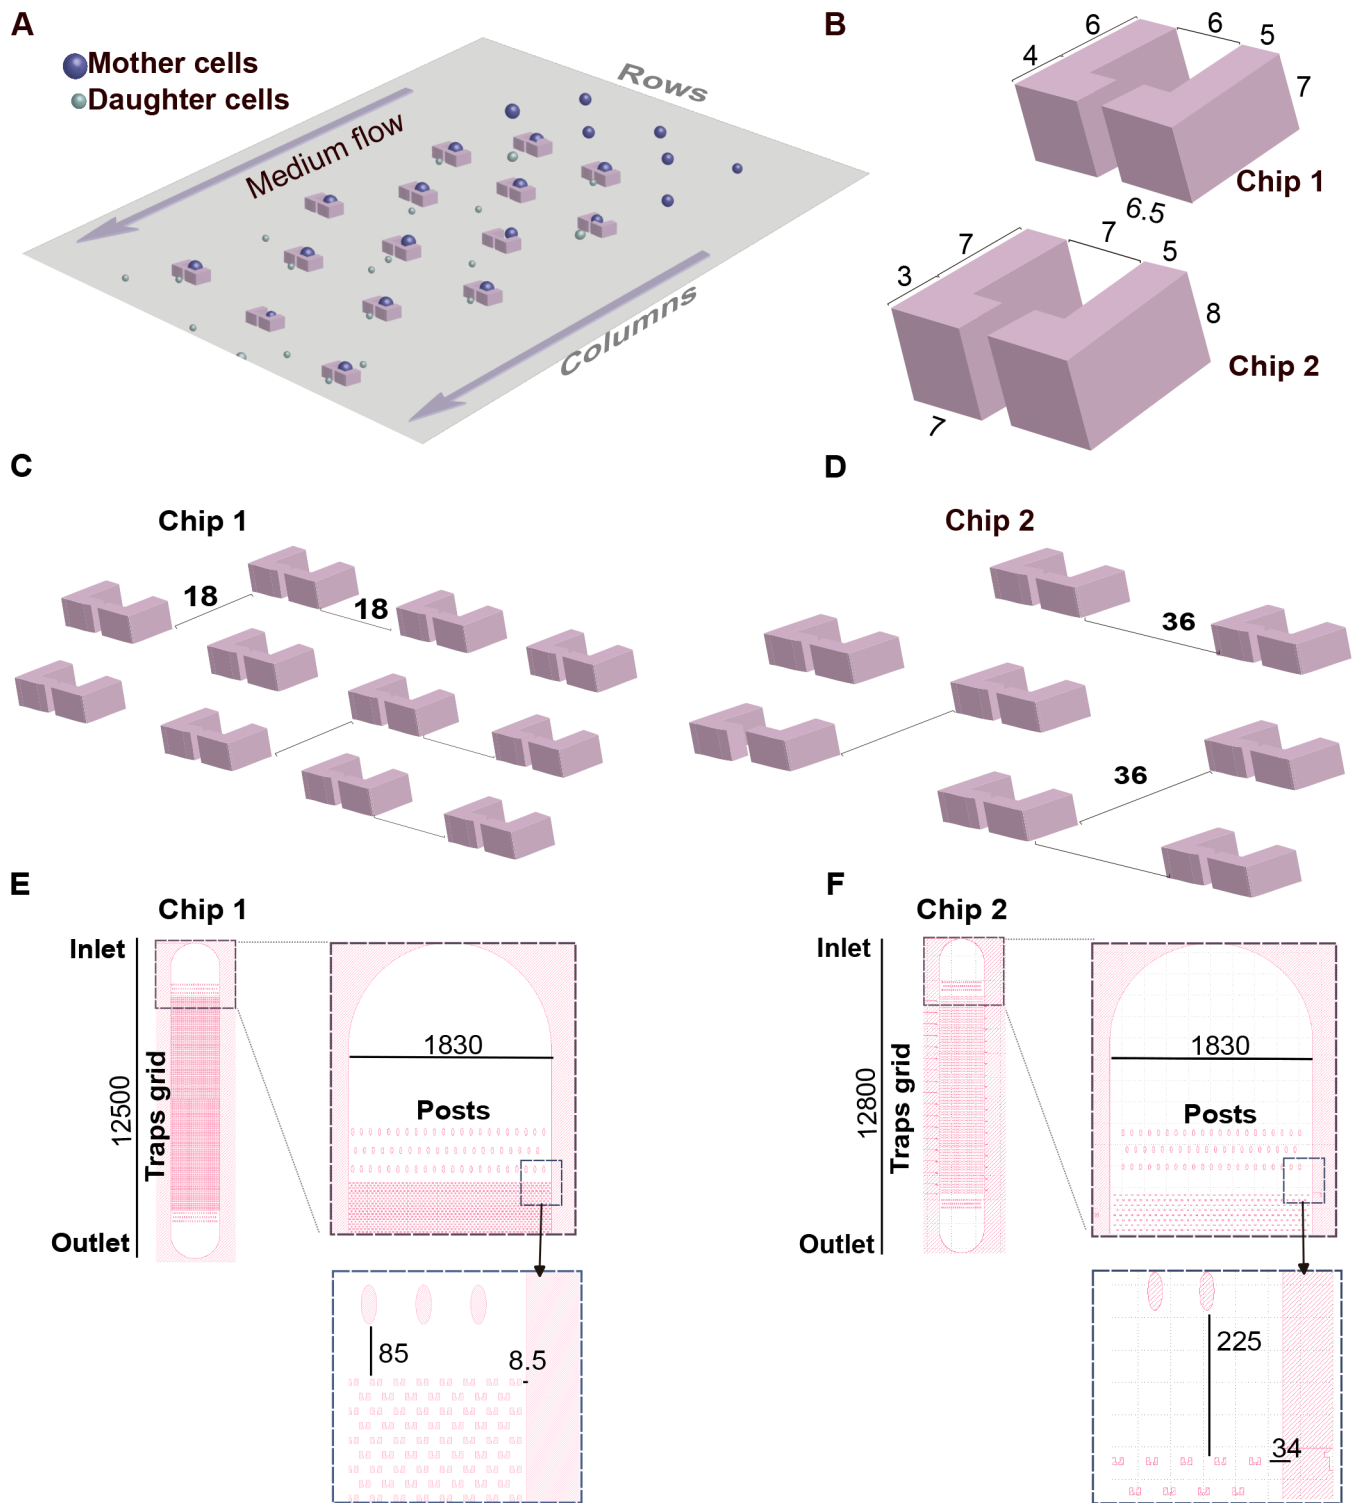 A
Mother cells
Daughter cells
Medium flow
Rows
Columns
B
4
6
6
5
7
6.5
Chip 1
3
7
7
5
8
7
Chip 2
C
Chip 1
18
18
D
Chip 2
36
36
E
Chip 1
Inlet
12500
Traps grid
Outlet
1830
Posts
85
8.5
F
Chip 2
Inlet
12800
Traps grid
Outlet
1830
Posts
225
34